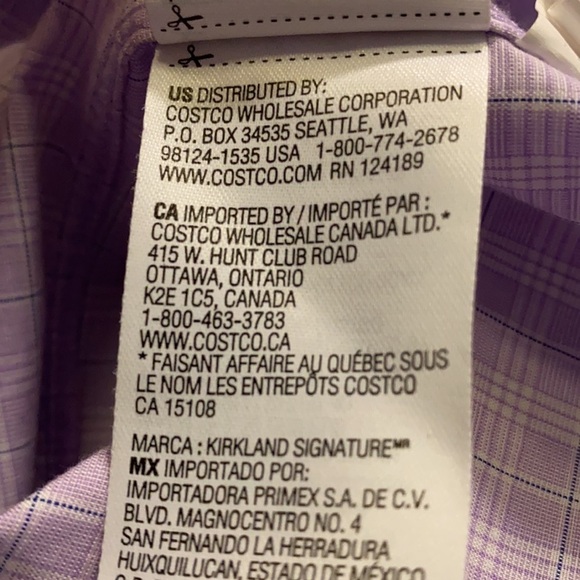 US DISTRIBUTED BY:
COSTCO WHOLESALE CORPORATION
P.O. BOX 34535 SEATTLE, WA
98124-1535 USA 1-800-774-2678
WWW.COSTCO.COM RN 124189
CA IMPORTED BY / IMPORTÉ PAR :
COSTCO WHOLESALE CANADA LTD.*
415 W. HUNT CLUB ROAD
OTTAWA, ONTARIO
K2E 1C5, CANADA
1-800-463-3783
WWW.COSTCO.CA
* FAISANT AFFAIRE AU QUÉBEC SOUS
LE NOM LES ENTREPÔTS COSTCO
CA 15108
MARCA : KIRKLAND SIGNATURE MR
MX IMPORTADO POR:
IMPORTADORA PRIMEX S.A. DE C.V.
BLVD. MAGNOCENTRO NO. 4
SAN FERNANDO LA HERRADURA
HUIXQUILUCAN, ESTADO DE MÉXICO